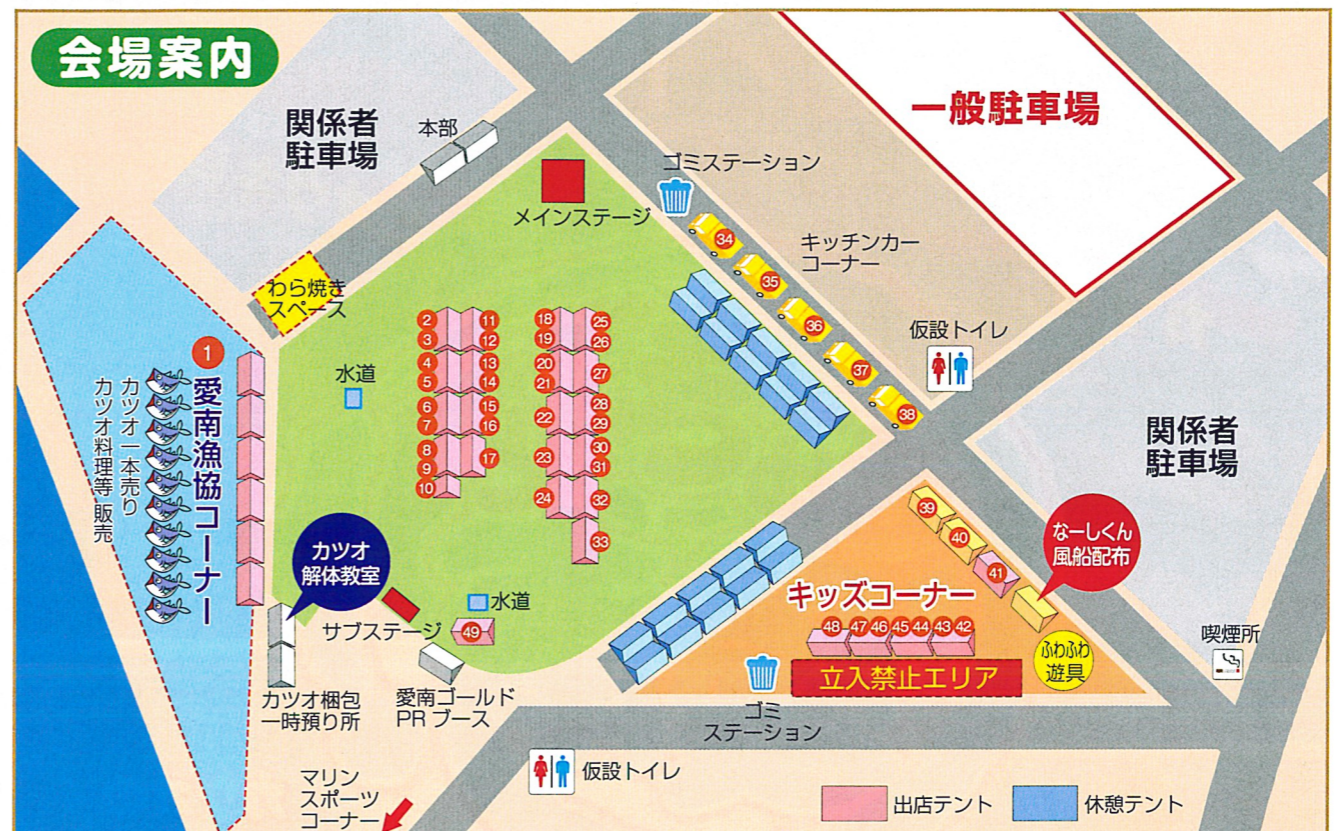 会場案内
関係者
駐車場
本部
一般駐車場
ゴミステーション
メインステージ
キッチンカー
コーナー
34
35
36
37
38
わら焼き
スペース
仮設トイレ
水道
1
愛南漁協コーナー
カツオ一本売り
カツオ料理等 販売
2
3
4
5
6
7
8
9
10
11
12
13
14
15
16
17
18
19
20
21
22
23
24
25
26
27
28
29
30
31
32
33
関係者
駐車場
カツオ
解体教室
サブステージ
水道
49
カツオ梱包
一時預り所
愛南ゴールド
PRブース
39
40
41
なーしくん
風船配布
キッズコーナー
48
47
46
45
44
43
42
立入禁止エリア
ふわふわ
遊具
喫煙所
ゴミ
ステーション
仮設トイレ
マリン
スポーツ
コーナー
出店テント
休憩テント